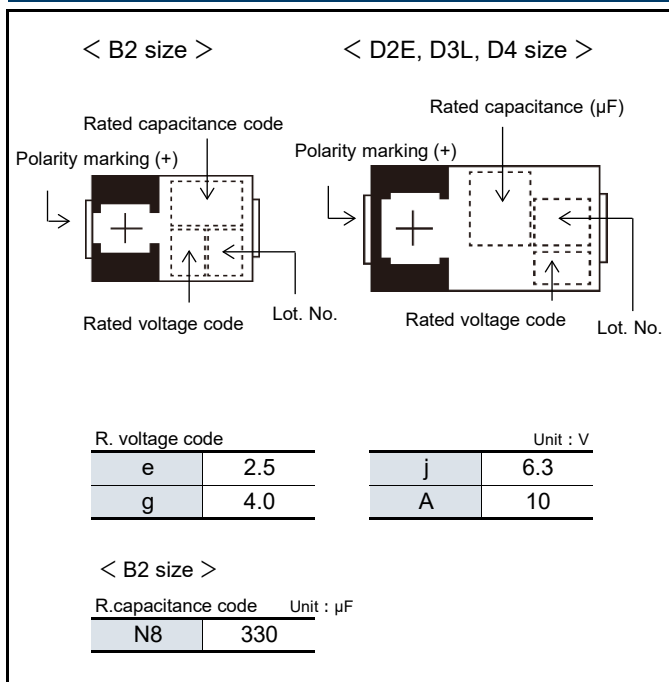 < B2 size >
< D2E, D3L, D4 size >
Rated capacitance code
Polarity marking (+)
Rated voltage code
Lot. No.
Rated capacitance (µF)
Polarity marking (+)
Rated voltage code
Lot. No.
R. voltage code
Unit : V
e 2.5 j 6.3
g 4.0 A 10
< B2 size >
R.capacitance code Unit : µF
N8 330